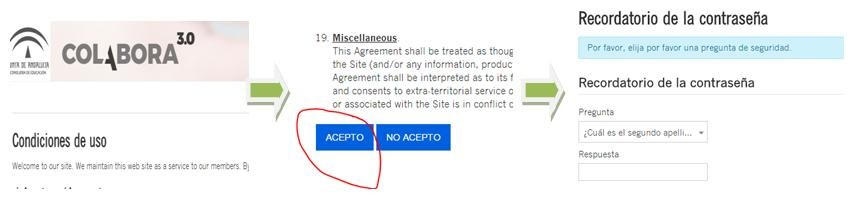 JUNTA DE ANDALUCIA
CONSEJERÍA DE EDUCACIÓN
COLABORA 3.0
Condiciones de uso
Welcome to our site. We maintain this web site as a service to our members. By
19. Miscellaneous.
This Agreement shall be treated as thoug
the Site (and/or any information, produc
Agreement shall be interpreted as to its f
and consents to extra-territorial service o
or associated with the Site is in conflict c
ACEPTO
NO ACEPTO
Recordatorio de la contraseña
Por favor, elija por favor una pregunta de seguridad.
Recordatorio de la contraseña
Pregunta
¿Cuál es el segundo apelli...
Respuesta